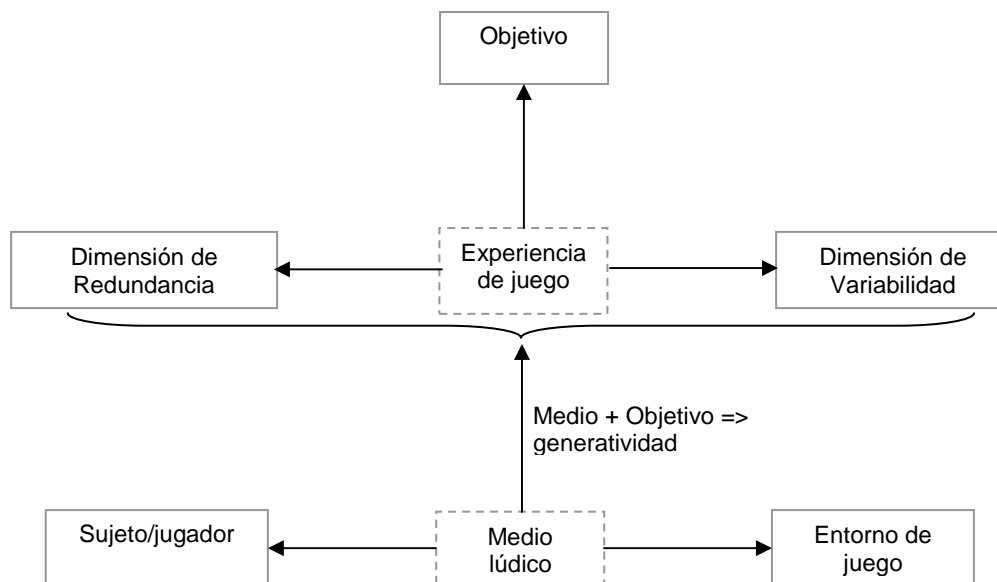 Objetivo
Dimensión de
Redundancia
Experiencia
de juego
Dimensión de
Variabilidad
Medio + Objetivo =>
generatividad
Sujeto/jugador
Medio
lúdico
Entorno de
juego